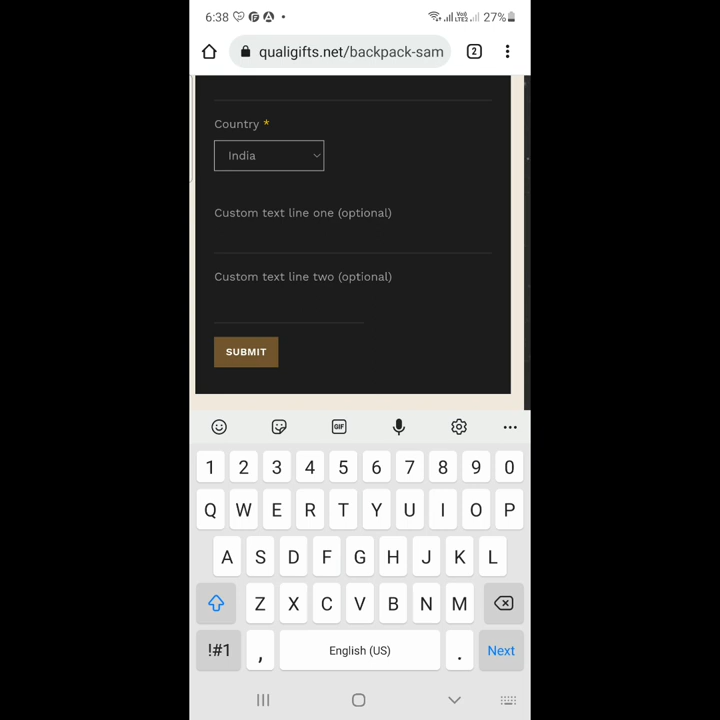 6:38 27%
qualigifts.net/backpack-sam 2
Country *
India
Custom text line one (optional)
Custom text line two (optional)
SUBMIT
GIF
1 2 3 4 5 6 7 8 9 0
Q W E R T Y U I O P
A S D F G H J K L
Z X C V B N M
!#1 , English (US) . Next